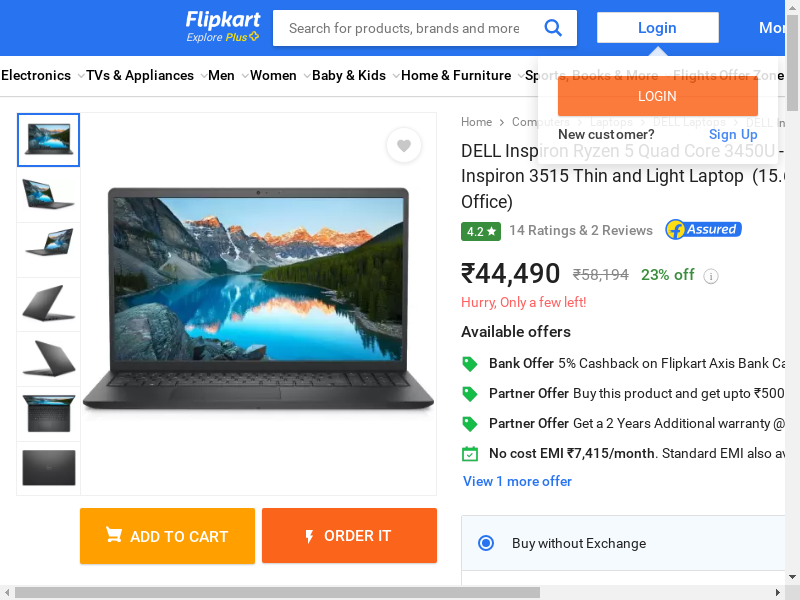 Flipkart
Explore Plus
Search for products, brands and more
Login
Mor
Electronics
TVs & Appliances
Men
Women
Baby & Kids
Home & Furniture
Sports, Books & More
Flights
Offer Zone
LOGIN
New customer?
Sign Up
Home
Computers
Laptops
DELL Laptops
DELL In
DELL Inspiron Ryzen 5 Quad Core 3450U -
Inspiron 3515 Thin and Light Laptop (15.6
Office)
4.2
14 Ratings & 2 Reviews
Assured
₹44,490
₹58,194
23% off
i
Hurry, Only a few left!
Available offers
Bank Offer 5% Cashback on Flipkart Axis Bank Ca
Partner Offer Buy this product and get upto ₹500
Partner Offer Get a 2 Years Additional warranty @
No cost EMI ₹7,415/month. Standard EMI also av
View 1 more offer
ADD TO CART
ORDER IT
Buy without Exchange